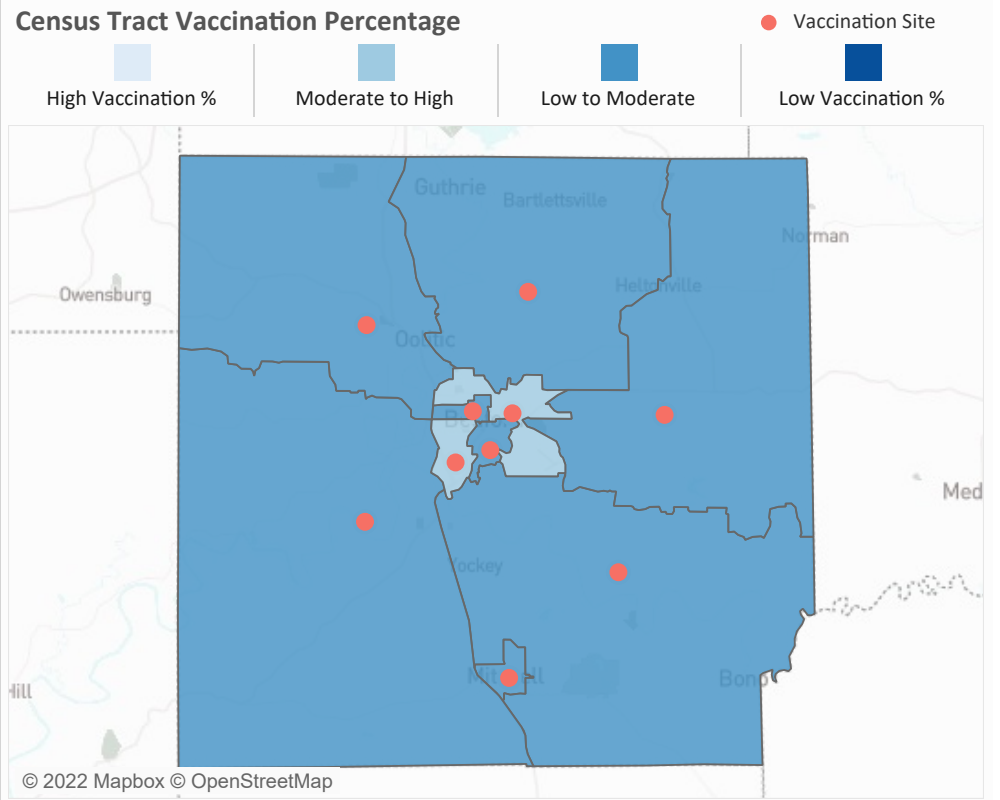 Census Tract Vaccination Percentage
Vaccination Site
High Vaccination %
Moderate to High
Low to Moderate
Low Vaccination %
Guthrie
Bartlettsville
Norman
Owensburg
Heltonville
Oolitic
Med
Yockey
Bono
© 2022 Mapbox © OpenStreetMap